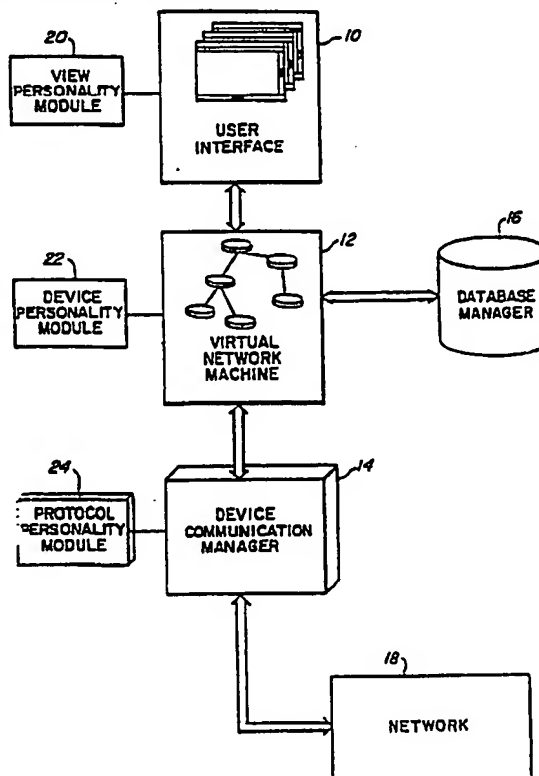 20
VIEW
PERSONALITY
MODULE
10
USER
INTERFACE
22
DEVICE
PERSONALITY
MODULE
12
VIRTUAL
NETWORK
MACHINE
16
DATABASE
MANAGER
24
PROTOCOL
PERSONALITY
MODULE
14
DEVICE
COMMUNICATION
MANAGER
18
NETWORK